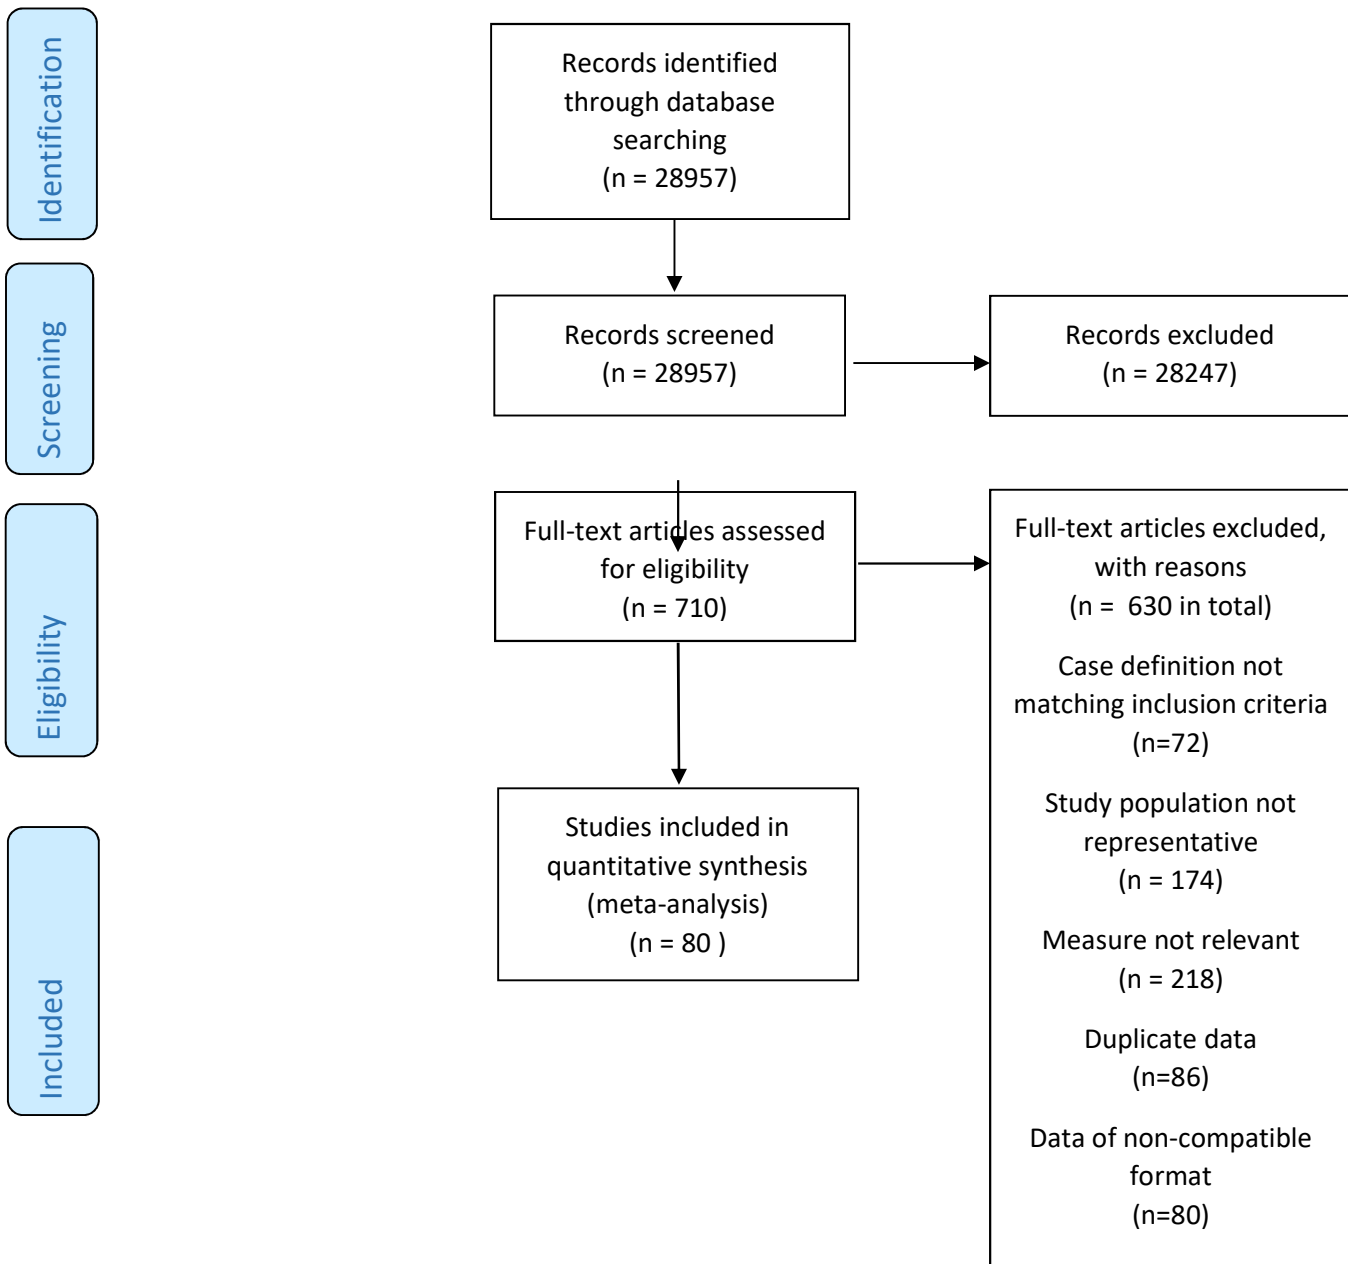 Identification
Records identified
through database
searching
(n = 28957)
Screening
Records screened
(n = 28957)
Records excluded
(n = 28247)
Eligibility
Full-text articles assessed
for eligibility
(n = 710)
Full-text articles excluded,
with reasons
(n =  630 in total)
Case definition not
matching inclusion criteria
(n=72)
Study population not
representative
(n = 174)
Measure not relevant
(n = 218)
Duplicate data
(n=86)
Data of non-compatible
format
(n=80)
Included
Studies included in
quantitative synthesis
(meta-analysis)
(n = 80 )